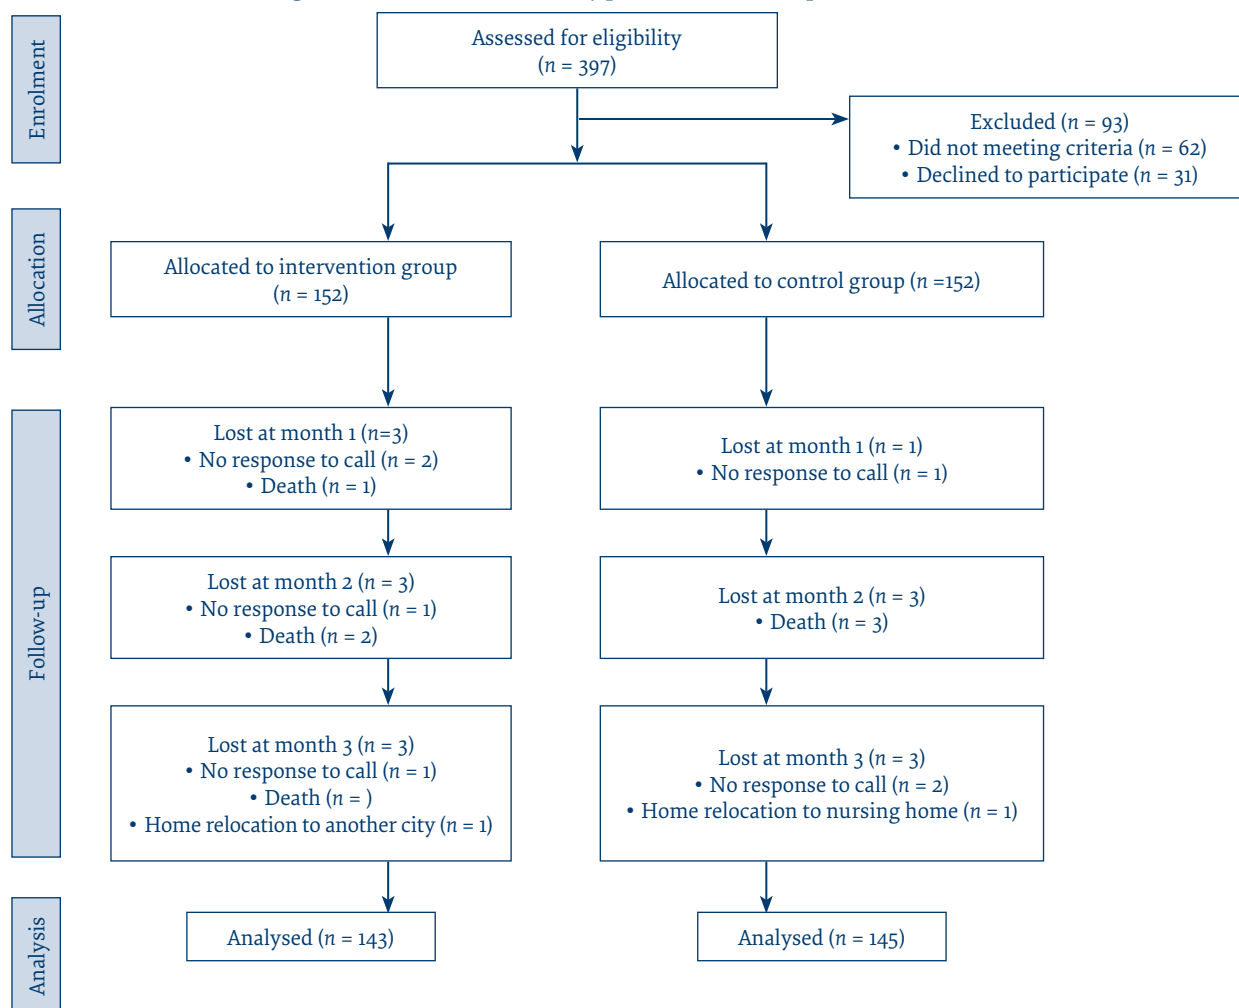 Enrolment
Assessed for eligibility
(n = 397)
Excluded (n = 93)
• Did not meeting criteria (n = 62)
• Declined to participate (n = 31)
Allocation
Allocated to intervention group
(n = 152)
Allocated to control group (n =152)
Follow-up
Lost at month 1 (n=3)
• No response to call (n = 2)
• Death (n = 1)
Lost at month 1 (n = 1)
• No response to call (n = 1)
Lost at month 2 (n = 3)
• No response to call (n = 1)
• Death (n = 2)
Lost at month 2 (n = 3)
• Death (n = 3)
Lost at month 3 (n = 3)
• No response to call (n = 1)
• Death (n = )
• Home relocation to another city (n = 1)
Lost at month 3 (n = 3)
• No response to call (n = 2)
• Home relocation to nursing home (n = 1)
Analysis
Analysed (n = 143)
Analysed (n = 145)